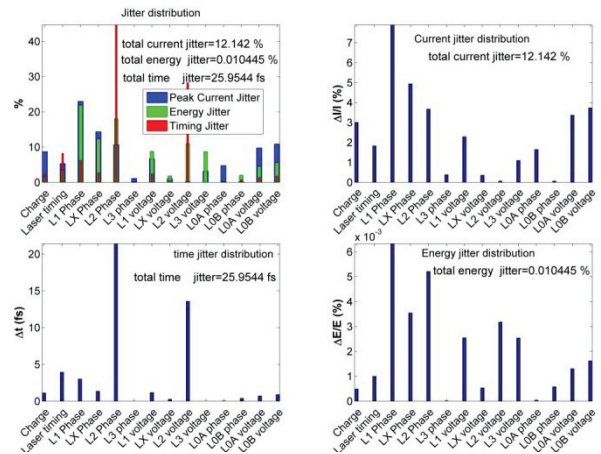 Jitter distribution
total current jitter=12.142 %
total energy jitter=0.010445 %
total time jitter=25.9544 fs
Peak Current Jitter
Energy Jitter
Timing Jitter
%
40
30
20
10
0
Charge
Laser timing
L1 Phase
LX Phase
L2 Phase
L3 phase
L1 voltage
LX voltage
L2 voltage
L3 voltage
L0A phase
L0B phase
L0A voltage
L0B voltage
Current jitter distribution
total current jitter=12.142 %
ΔI/I (%)
7
6
5
4
3
2
1
0
Charge
Laser timing
L1 Phase
LX Phase
L2 Phase
L3 phase
L1 voltage
LX voltage
L2 voltage
L3 voltage
L0A phase
L0B phase
L0A voltage
L0B voltage
time jitter distribution
total time jitter=25.9544 fs
Δt (fs)
20
15
10
5
0
Charge
Laser timing
L1 Phase
LX Phase
L2 Phase
L3 phase
L1 voltage
LX voltage
L2 voltage
L3 voltage
L0A phase
L0B phase
L0A voltage
L0B voltage
x 10-3
Energy jitter distribution
total energy jitter=0.010445 %
ΔE/E (%)
6
5
4
3
2
1
0
Charge
Laser timing
L1 Phase
LX Phase
L2 Phase
L3 phase
L1 voltage
LX voltage
L2 voltage
L3 voltage
L0A phase
L0B phase
L0A voltage
L0B voltage